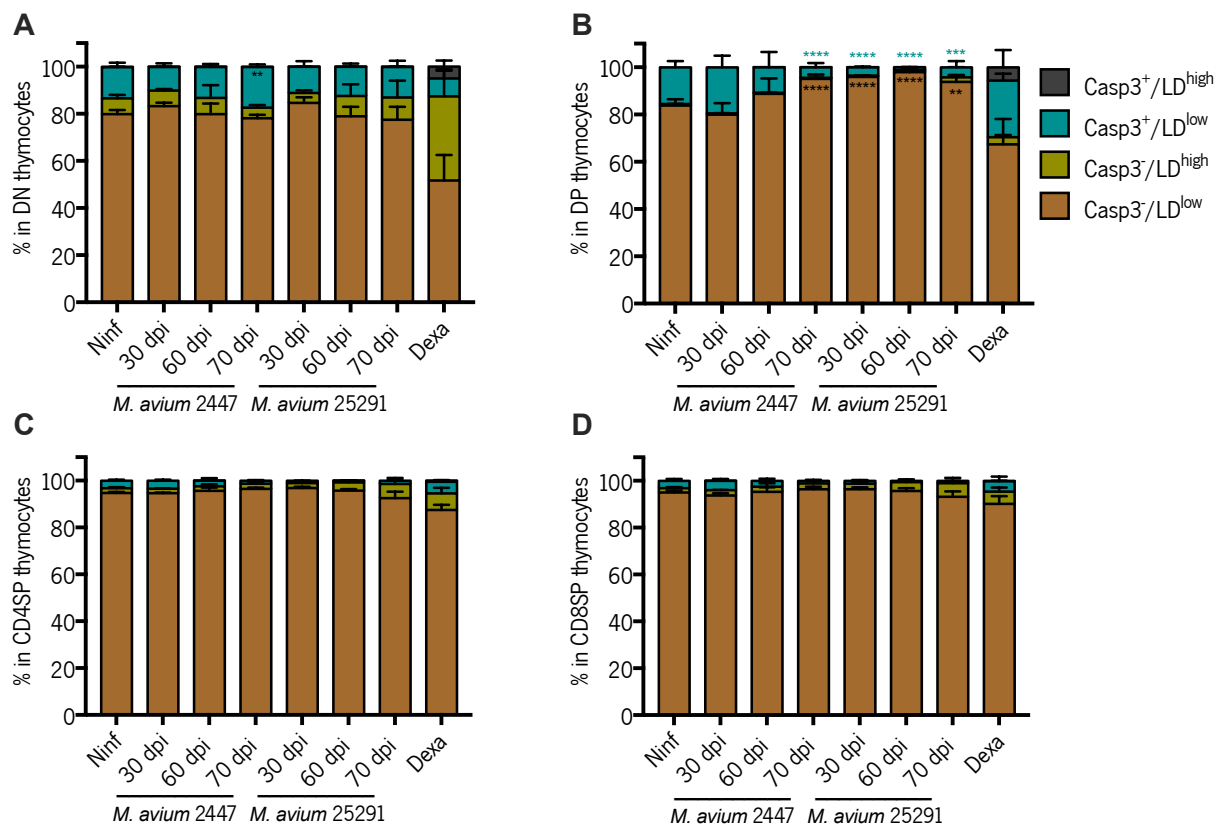 A
% in DN thymocytes
100
80
60
40
20
0
**
Ninf
30 dpi
60 dpi
70 dpi
30 dpi
60 dpi
70 dpi
Dexa
M. avium 2447
M. avium 25291
B
% in DP thymocytes
100
80
60
40
20
0
**** **** **** ***
**** **** **** **
Ninf
30 dpi
60 dpi
70 dpi
30 dpi
60 dpi
70 dpi
Dexa
M. avium 2447
M. avium 25291
Casp3+/LDhigh
Casp3+/LDlow
Casp3-/LDhigh
Casp3-/LDlow
C
% in CD4SP thymocytes
100
80
60
40
20
0
Ninf
30 dpi
60 dpi
70 dpi
30 dpi
60 dpi
70 dpi
Dexa
M. avium 2447
M. avium 25291
D
% in CD8SP thymocytes
100
80
60
40
20
0
Ninf
30 dpi
60 dpi
70 dpi
30 dpi
60 dpi
70 dpi
Dexa
M. avium 2447
M. avium 25291